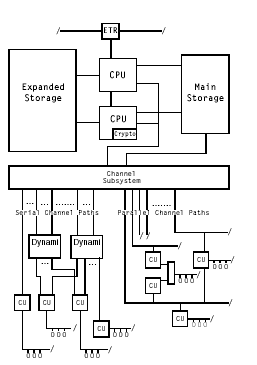 ETR
Expanded
Storage
CPU
CPU
Crypto
Main
Storage
Channel
Subsystem
Serial Channel Paths
Parallel Channel Paths
Dynami
Dynami
CU
CU
CU
CU
CU
CU
CU
CU